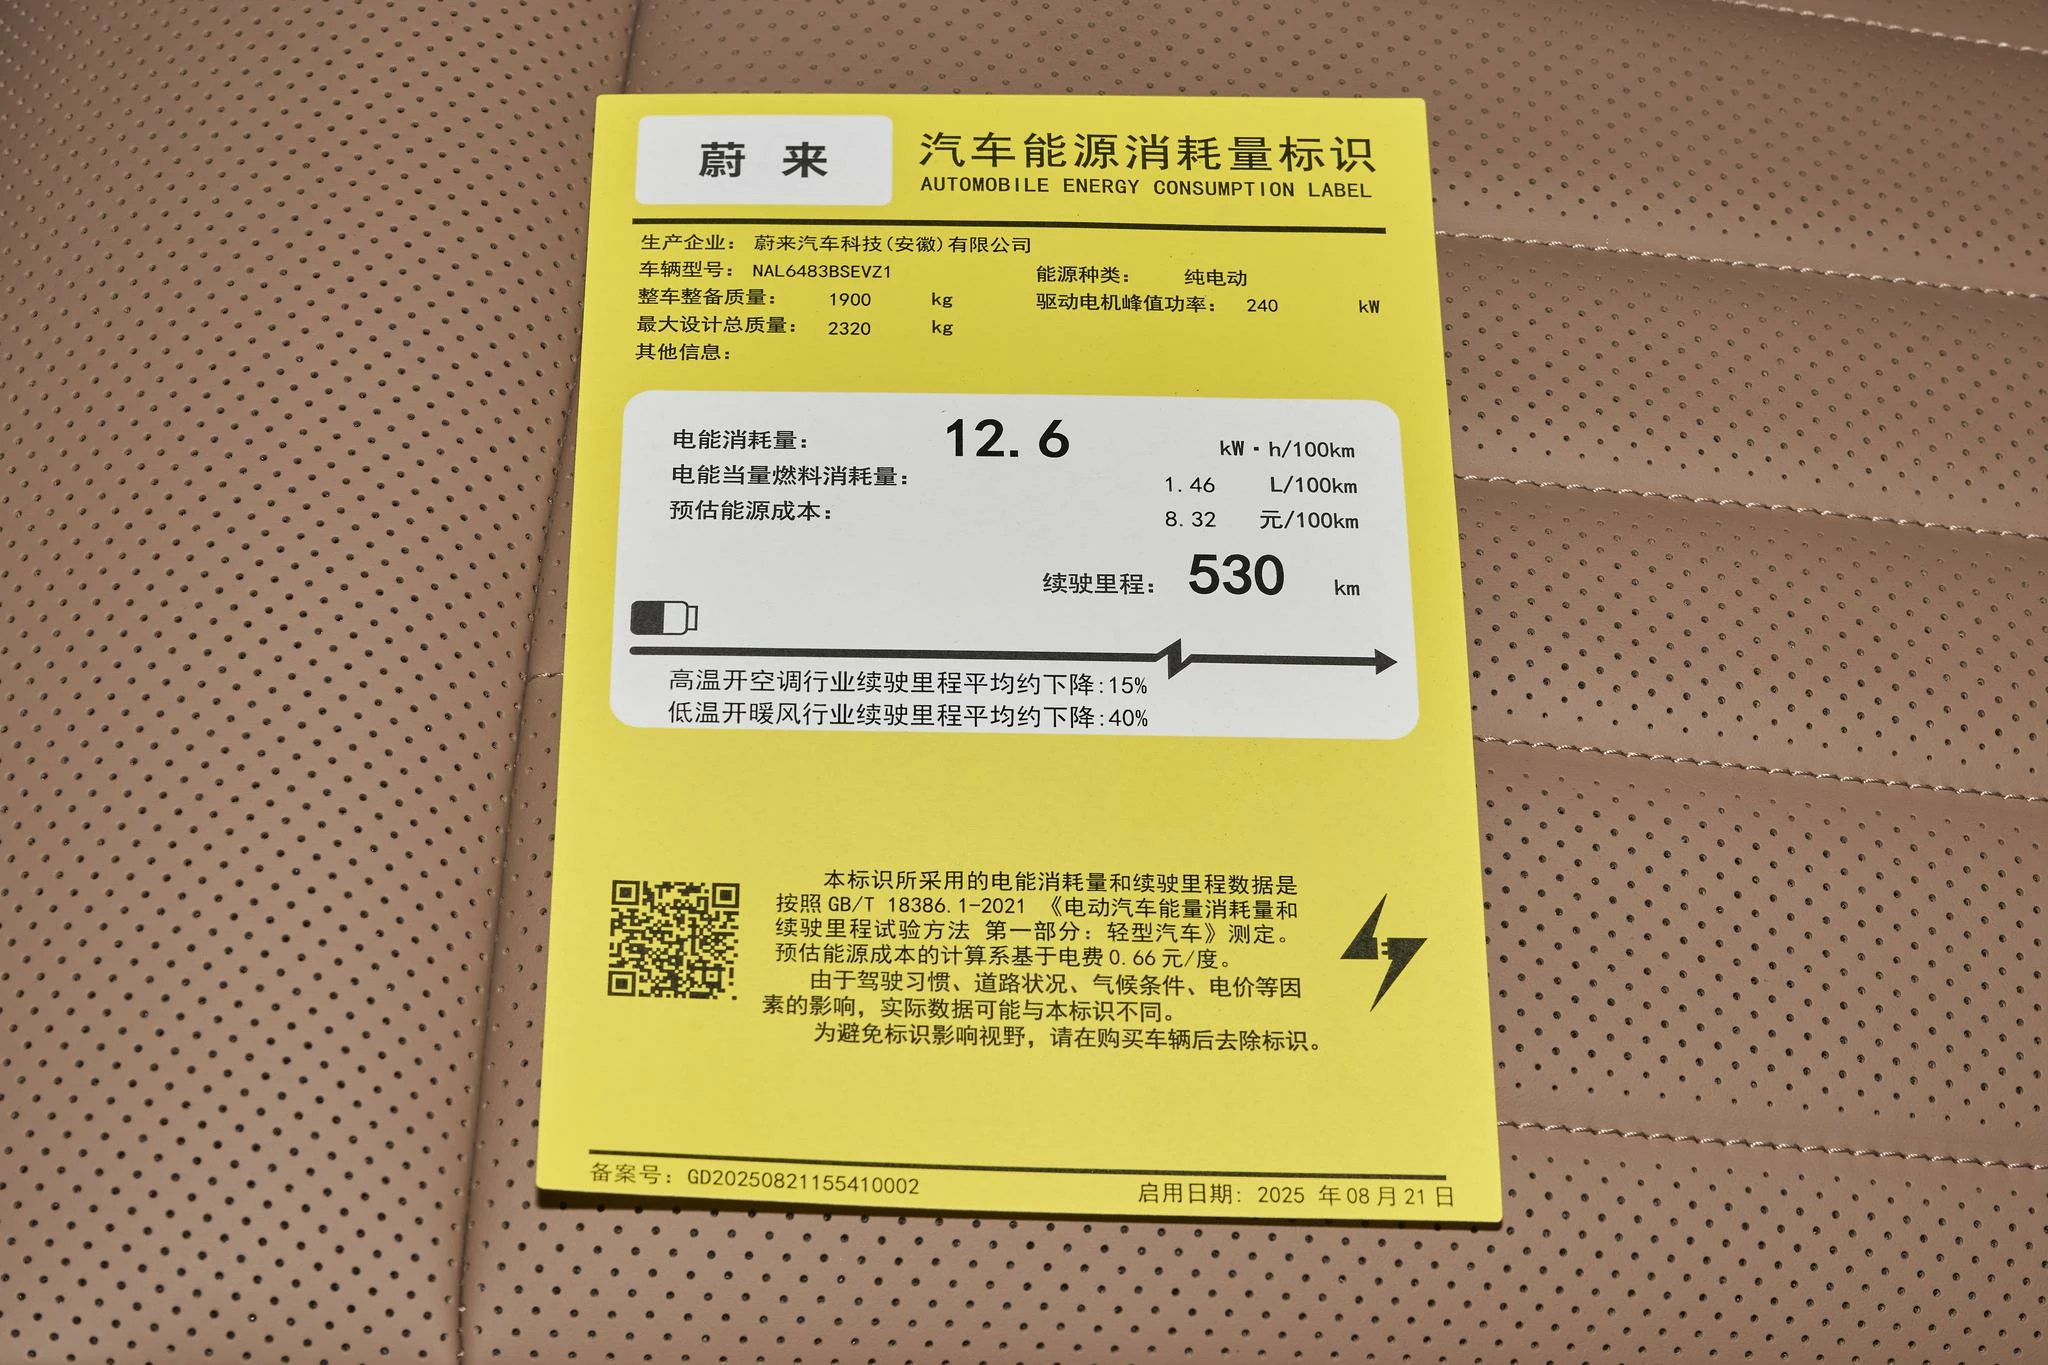 蔚来
汽车能源消耗量标识
AUTOMOBILE ENERGY CONSUMPTION LABEL
生产企业： 蔚来汽车科技(安徽)有限公司
车辆型号： NAL6483BSEVZ1 能源种类： 纯电动
整车整备质量： 1900 kg 驱动电机峰值功率： 240 kW
最大设计总质量： 2320 kg
其他信息：
电能消耗量： 12.6 kW·h/100km
电能当量燃料消耗量： 1.46 L/100km
预估能源成本： 8.32 元/100km
续驶里程： 530 km
高温开空调行业续驶里程平均约下降:15%
低温开暖风行业续驶里程平均约下降:40%
本标识所采用的电能消耗量和续驶里程数据是
按照 GB/T 18386.1-2021 《电动汽车能量消耗量和
续驶里程试验方法 第一部分：轻型汽车》测定。
预估能源成本的计算系基于电费 0.66 元/度。
由于驾驶习惯、道路状况、气候条件、电价等因
素的影响，实际数据可能与本标识不同。
为避免标识影响视野，请在购买车辆后去除标识。
备案号：GD20250821155410002
启用日期：2025 年 08 月 21 日